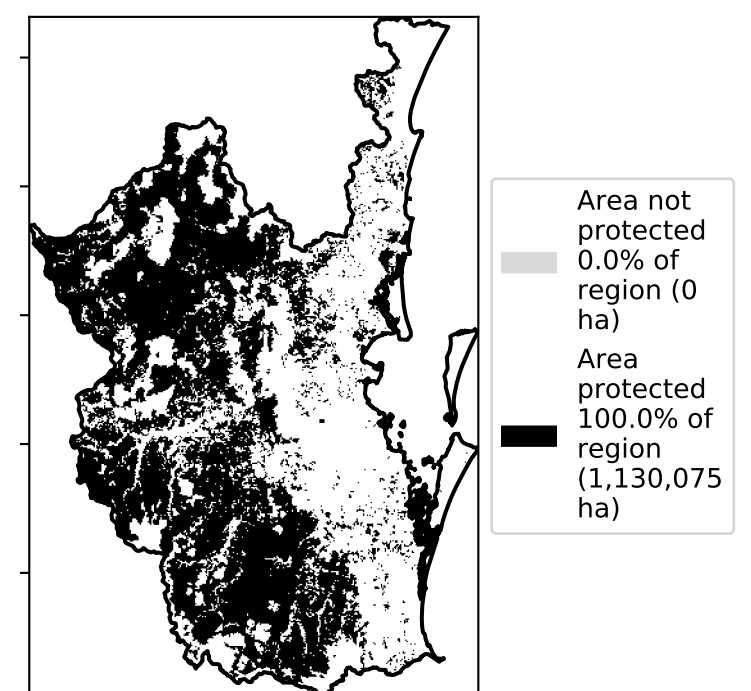 Area not
protected
0.0% of
region (0
ha)
Area
protected
100.0% of
region
(1,130,075
ha)